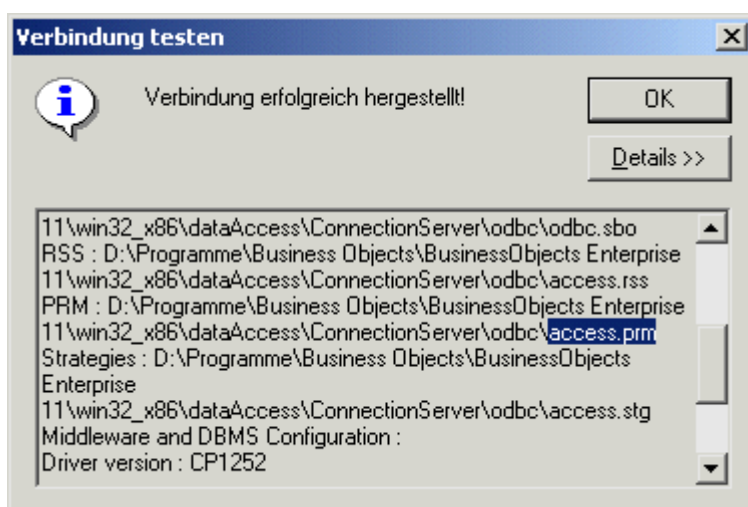 Verbindung testen
Verbindung erfolgreich hergestellt!
OK
Details >>
11\win32_x86\dataAccess\ConnectionServer\odbc\odbc.sbo
RSS : D:\Programme\Business Objects\BusinessObjects Enterprise
11\win32_x86\dataAccess\ConnectionServer\odbc\access.rss
PRM : D:\Programme\Business Objects\BusinessObjects Enterprise
11\win32_x86\dataAccess\ConnectionServer\odbc\access.prm
Strategies : D:\Programme\Business Objects\BusinessObjects
Enterprise
11\win32_x86\dataAccess\ConnectionServer\odbc\access.stg
Middleware and DBMS Configuration :
Driver version : CP1252